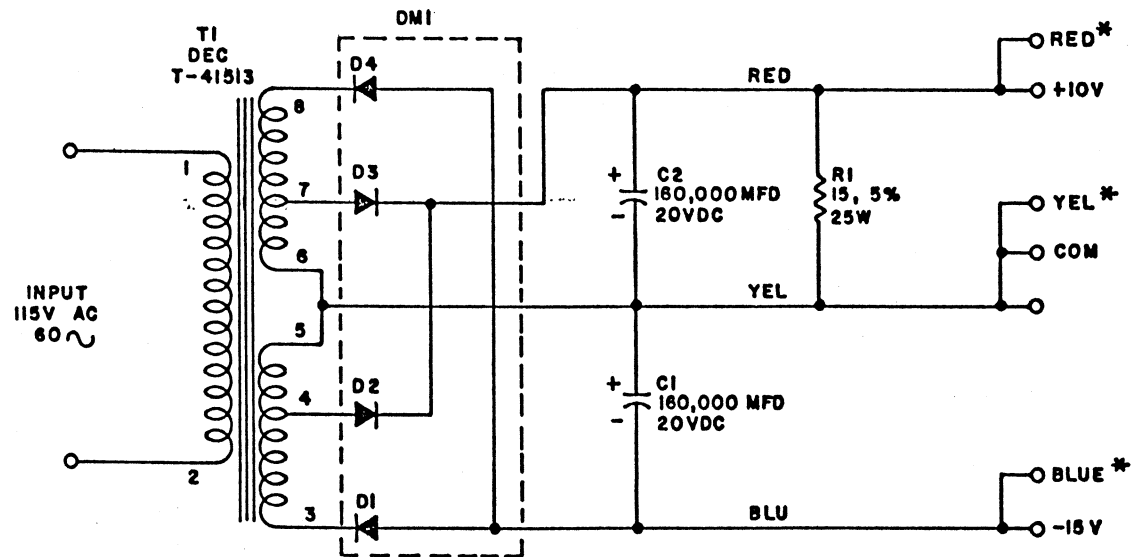 DM1
T1
DEC
T-41513
D4
8
RED
RED*
+10V
1
D3
7
+
C2
160,000 MFD
-
20VDC
R1
15, 5%
25W
YEL*
COM
6
YEL
INPUT
115V AC
60~
5
D2
4
+
C1
160,000 MFD
-
20VDC
2
BLUE*
D1
3
BLU
-15V